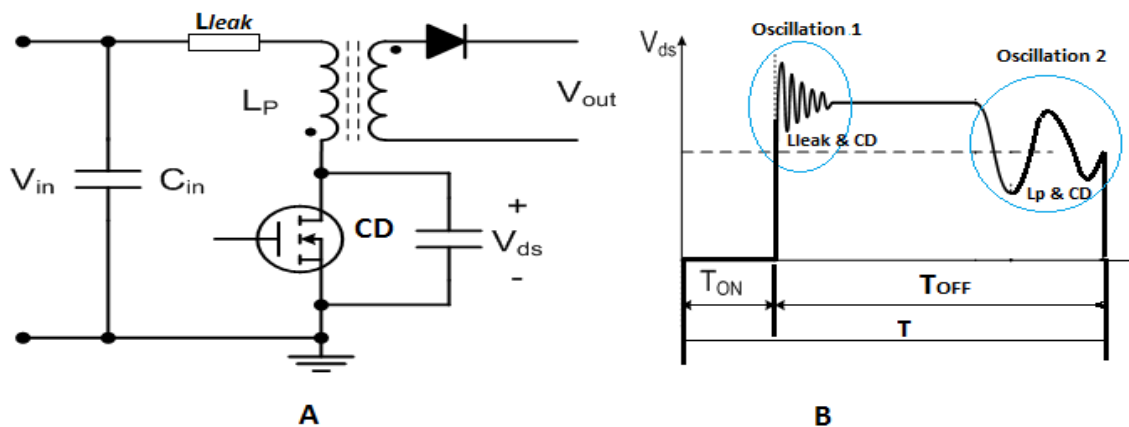 Lleak
LP
Vin
Cin
CD
+
Vds
-
Vout
A
Oscillation 1
Vds
Oscillation 2
Lleak & CD
Lp & CD
TON
TOFF
T
B